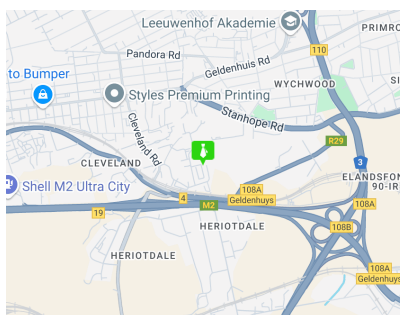 Leeuwenhof Akademie
PRIMRO
Pandora Rd
110
Geldenhuis Rd
to Bumper
WYCHWOOD
SI
Styles Premium Printing
Stanhope Rd
Cleveland Rd
R29
CLEVELAND
3
ELANDSFON
90-IR
Shell M2 Ultra City
4
108A
Geldenhuys
108A
19
M2
HERIOTDALE
108B
HERIOTDALE
108A
Geldenhuys